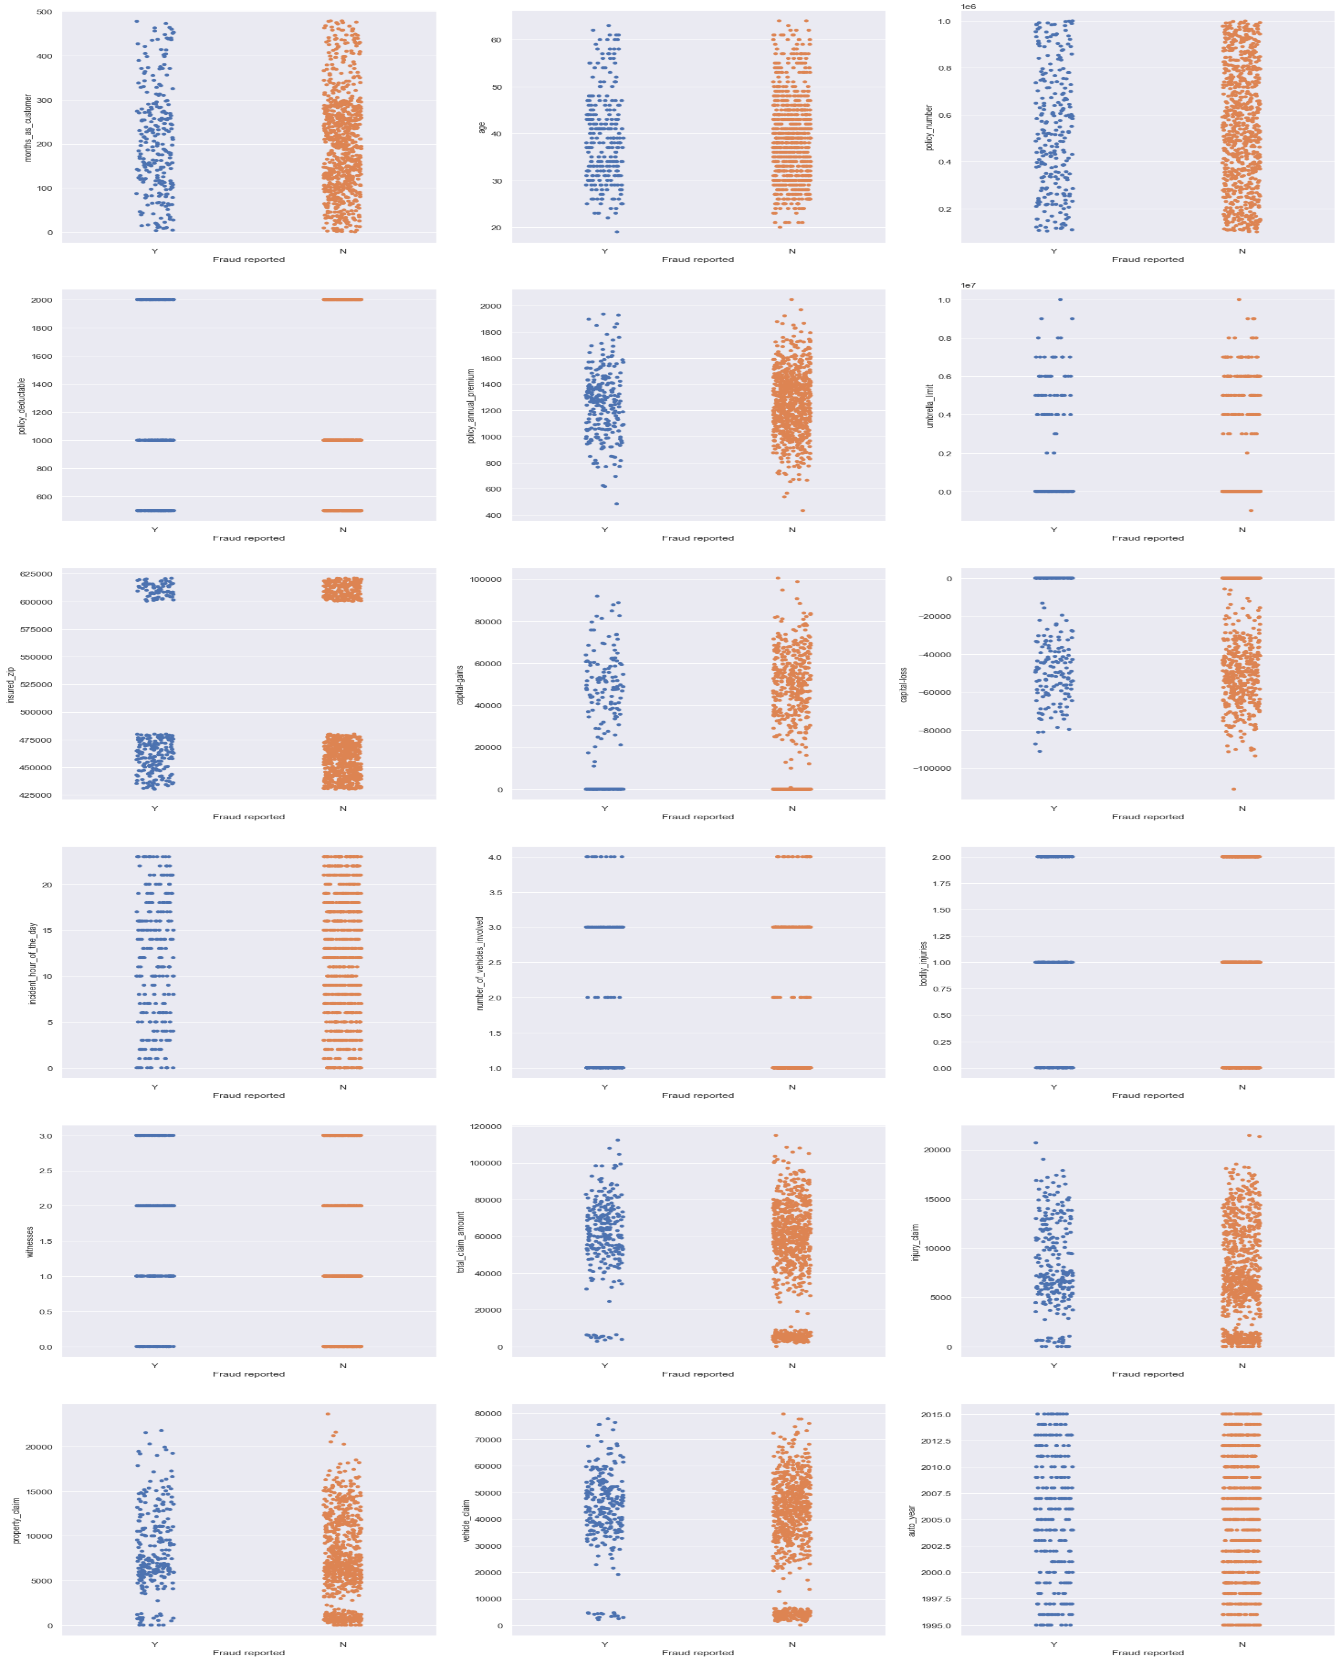 500
400
300
200
100
0
months_as_customer
Y
N
Fraud reported
60
50
40
30
20
age
Y
N
Fraud reported
1e6
1.0
0.8
0.6
0.4
0.2
policy_number
Y
N
Fraud reported
2000
1800
1600
1400
1200
1000
800
600
policy_deductable
Y
N
Fraud reported
2000
1800
1600
1400
1200
1000
800
600
400
policy_annual_premium
Y
N
Fraud reported
1e7
1.0
0.8
0.6
0.4
0.2
0.0
umbrella_limit
Y
N
Fraud reported
625000
600000
575000
550000
525000
500000
475000
450000
425000
insured_zip
Y
N
Fraud reported
100000
80000
60000
40000
20000
0
capital-gains
Y
N
Fraud reported
0
−20000
−40000
−60000
−80000
−100000
capital-loss
Y
N
Fraud reported
20
15
10
5
0
incident_hour_of_the_day
Y
N
Fraud reported
4.0
3.5
3.0
2.5
2.0
1.5
1.0
number_of_vehicles_involved
Y
N
Fraud reported
2.00
1.75
1.50
1.25
1.00
0.75
0.50
0.25
0.00
bodily_injuries
Y
N
Fraud reported
3.0
2.5
2.0
1.5
1.0
0.5
0.0
witnesses
Y
N
Fraud reported
120000
100000
80000
60000
40000
20000
0
total_claim_amount
Y
N
Fraud reported
20000
15000
10000
5000
0
injury_claim
Y
N
Fraud reported
20000
15000
10000
5000
0
property_claim
Y
N
Fraud reported
80000
70000
60000
50000
40000
30000
20000
10000
0
vehicle_claim
Y
N
Fraud reported
2015.0
2012.5
2010.0
2007.5
2005.0
2002.5
2000.0
1997.5
1995.0
auto_year
Y
N
Fraud reported